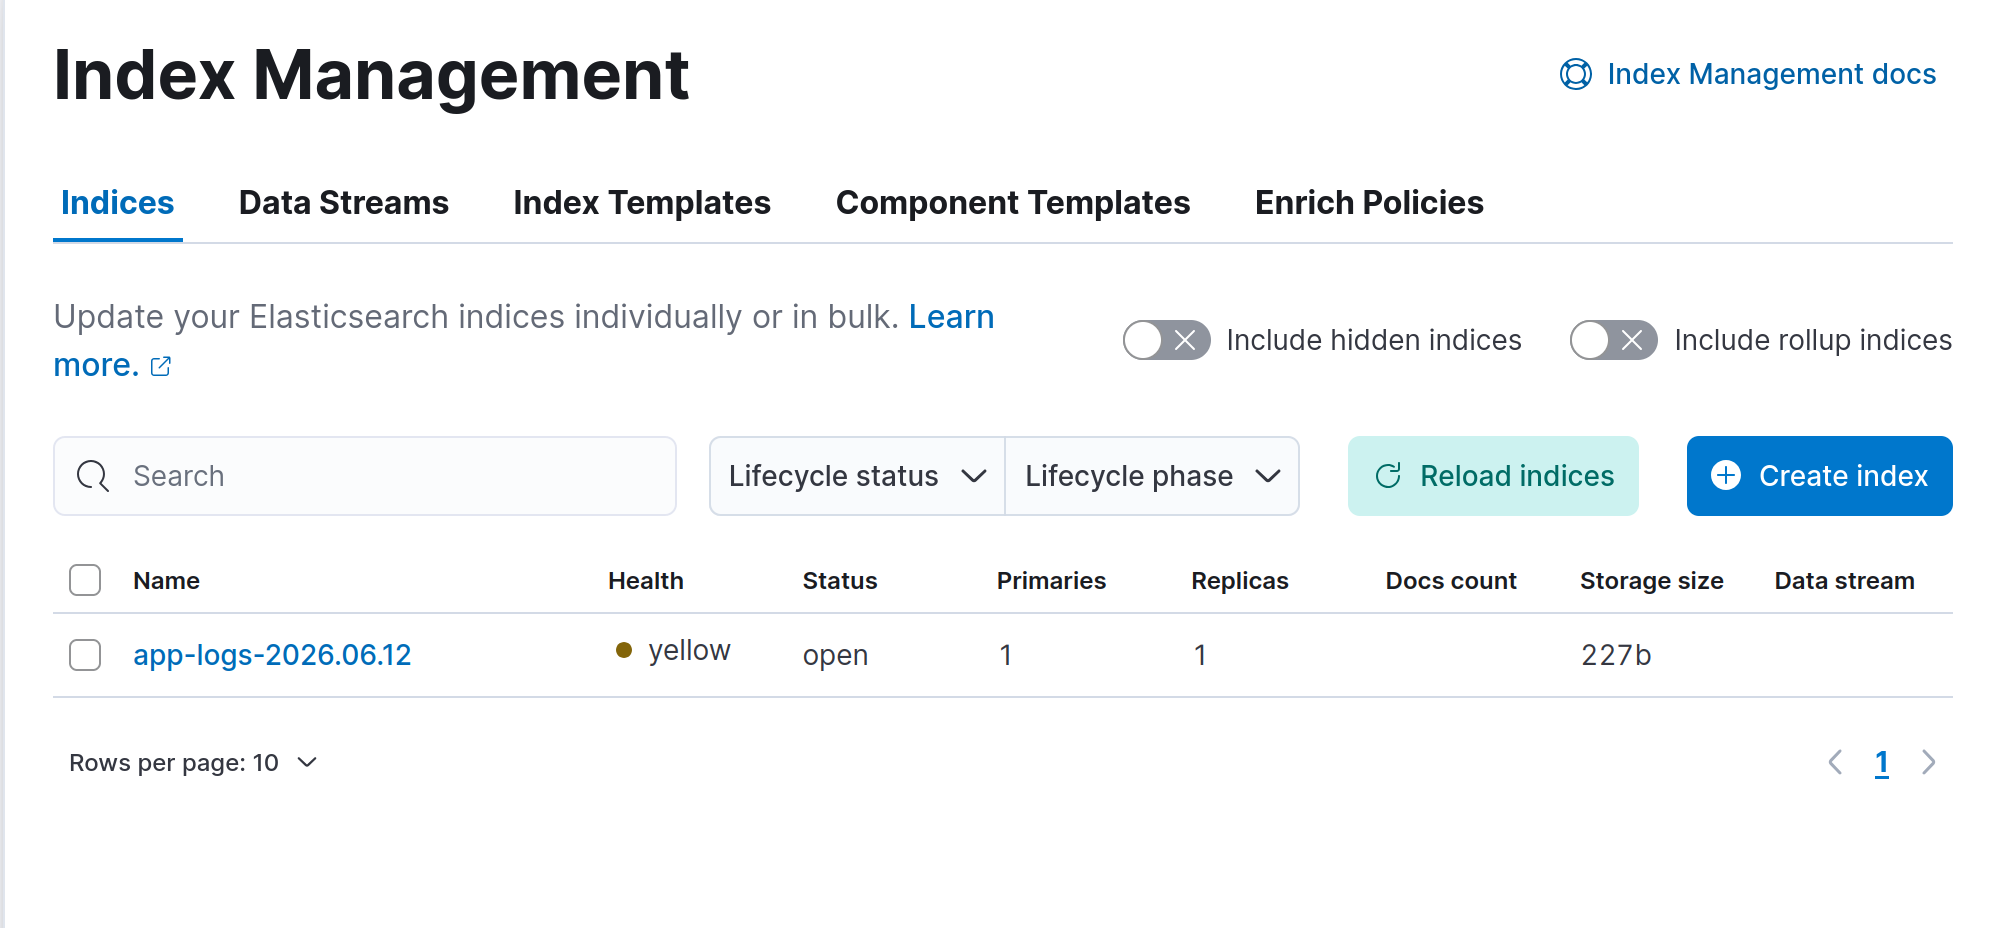 Index Management
Index Management docs
Indices Data Streams Index Templates Component Templates Enrich Policies
Update your Elasticsearch indices individually or in bulk. Learn
more.
Include hidden indices Include rollup indices
Search Lifecycle status Lifecycle phase Reload indices Create index
Name Health Status Primaries Replicas Docs count Storage size Data stream
app-logs-2026.06.12 yellow open 1 1 227b
Rows per page: 10 1